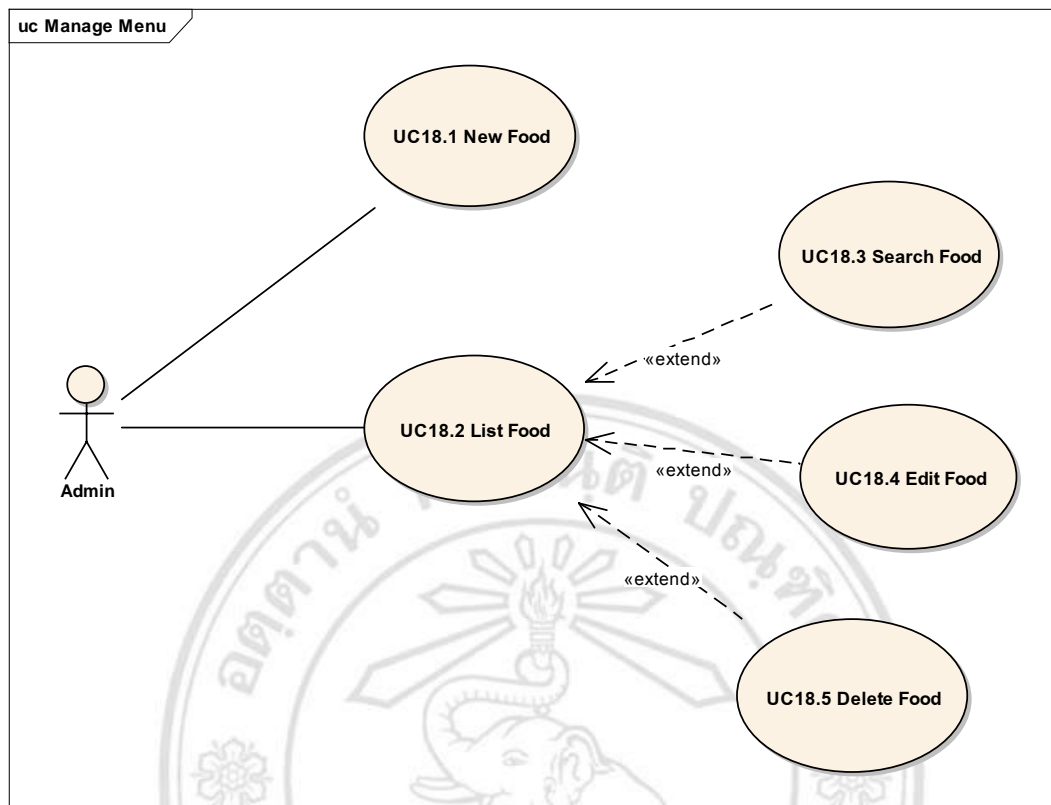 uc Manage Menu
UC18.1 New Food
UC18.3 Search Food
«extend»
UC18.2 List Food
«extend»
UC18.4 Edit Food
Admin
«extend»
UC18.5 Delete Food